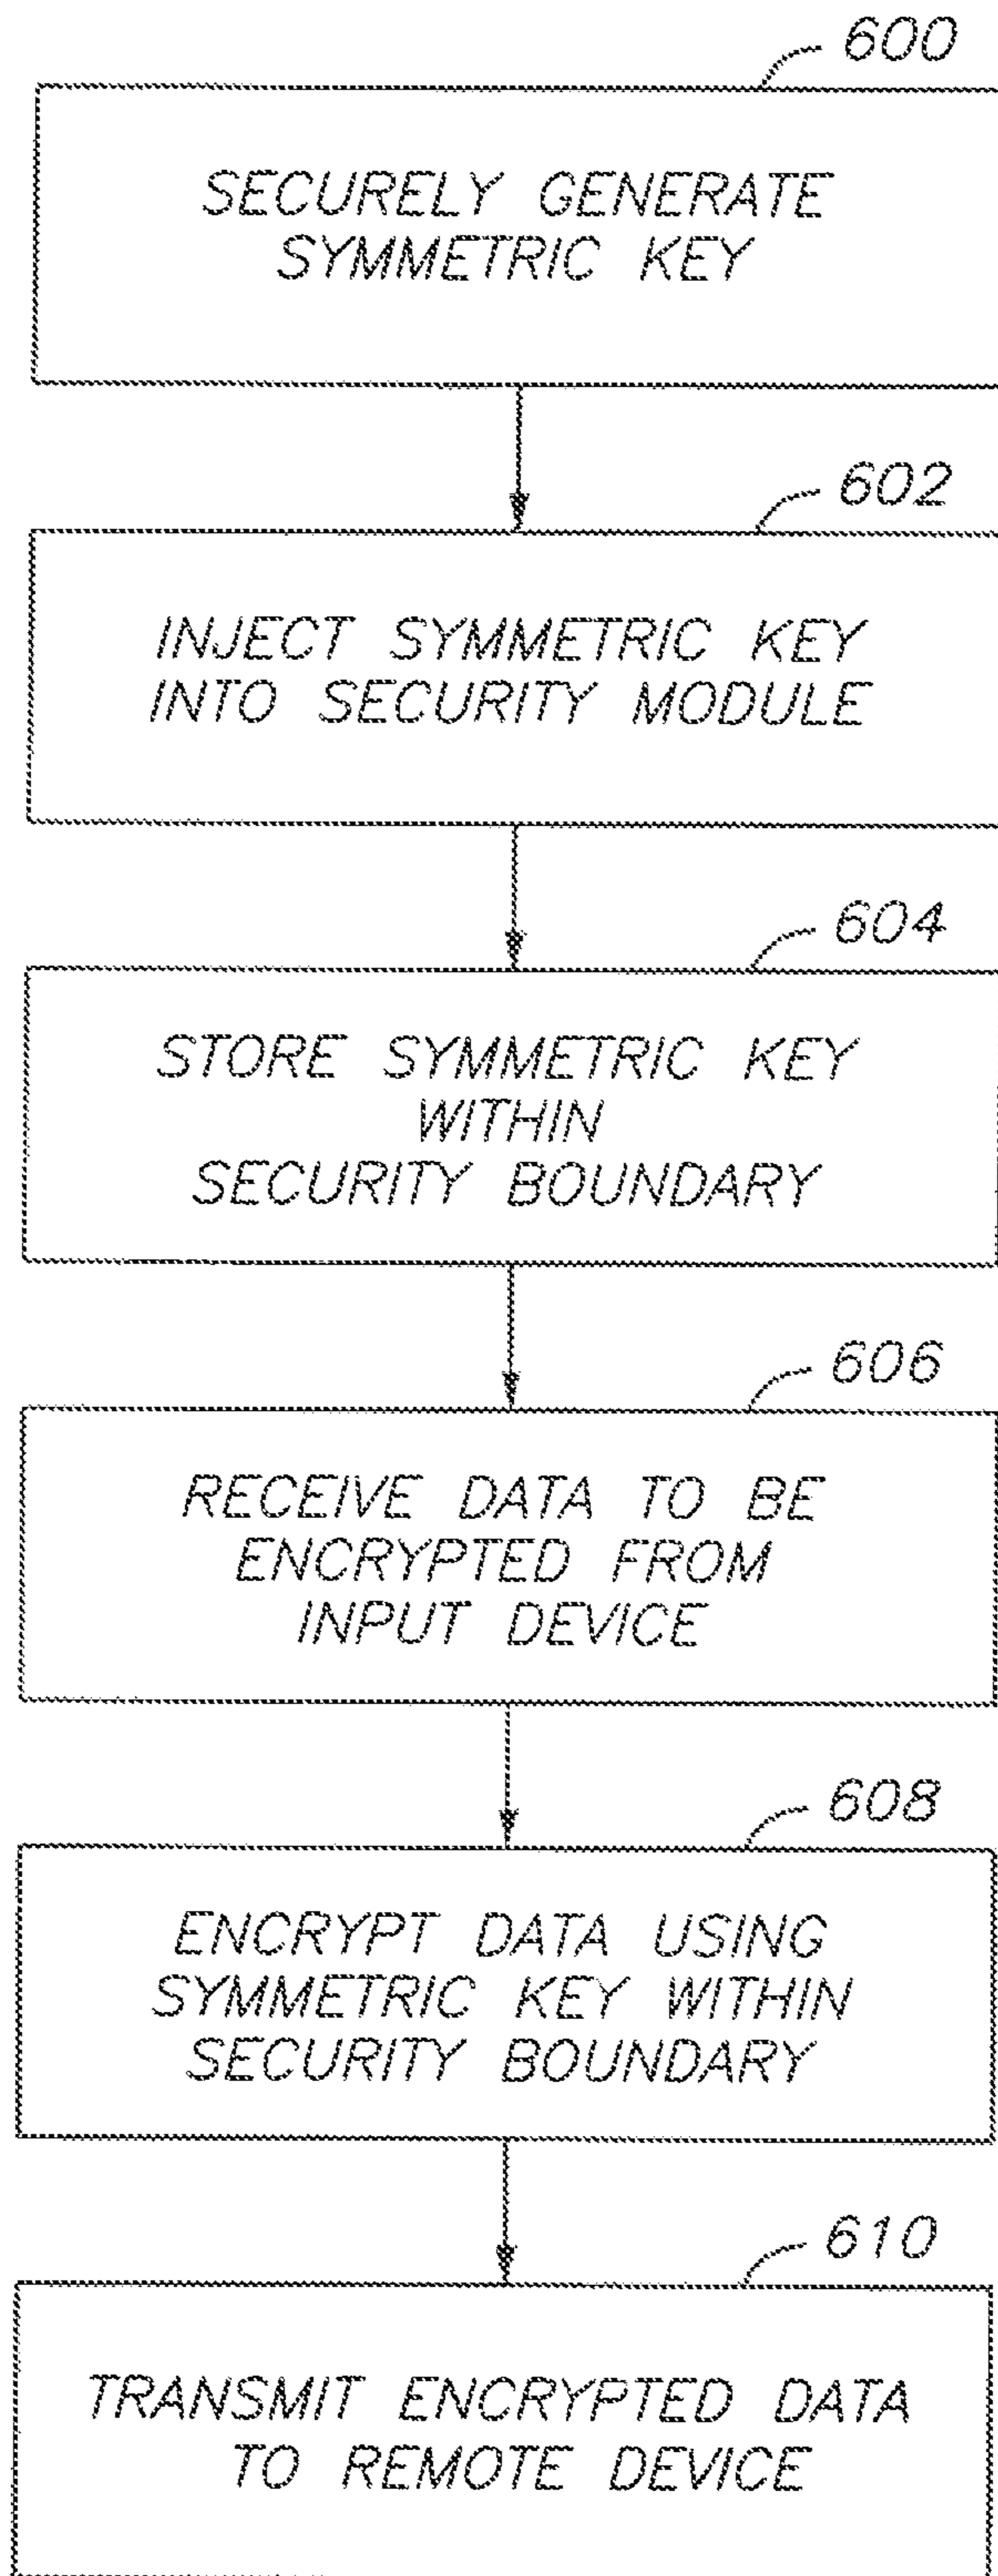 600
SECURELY GENERATE
SYMMETRIC KEY
602
INJECT SYMMETRIC KEY
INTO SECURITY MODULE
604
STORE SYMMETRIC KEY
WITHIN
SECURITY BOUNDARY
606
RECEIVE DATA TO BE
ENCRYPTED FROM
INPUT DEVICE
608
ENCRYPT DATA USING
SYMMETRIC KEY WITHIN
SECURITY BOUNDARY
610
TRANSMIT ENCRYPTED DATA
TO REMOTE DEVICE